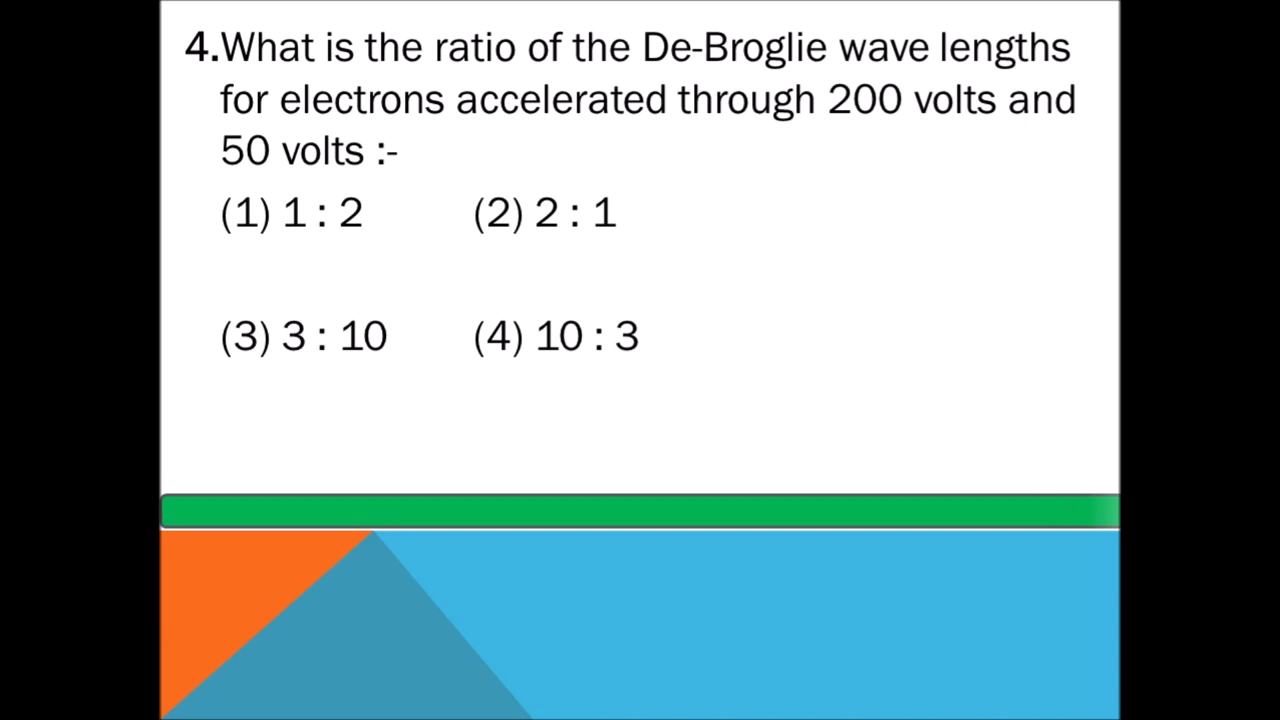 4.What is the ratio of the De-Broglie wave lengths
for electrons accelerated through 200 volts and
50 volts :-
(1) 1 : 2 (2) 2 : 1
(3) 3 : 10 (4) 10 : 3